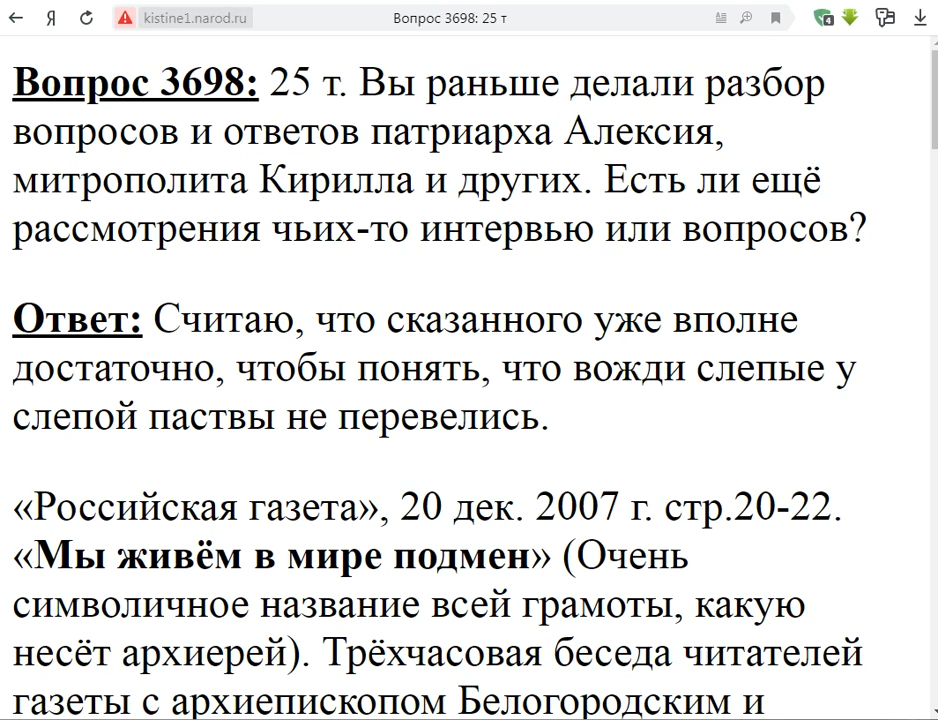 Я kistine1.narod.ru Вопрос 3698: 25 т 4
Вопрос 3698: 25 т. Вы раньше делали разбор
вопросов и ответов патриарха Алексия,
митрополита Кирилла и других. Есть ли ещё
рассмотрения чьих-то интервью или вопросов?
Ответ: Считаю, что сказанного уже вполне
достаточно, чтобы понять, что вожди слепые у
слепой паствы не перевелись.
«Российская газета», 20 дек. 2007 г. стр.20-22.
«Мы живём в мире подмен» (Очень
символичное название всей грамоты, какую
несёт архиерей). Трёхчасовая беседа читателей
газеты с архиепископом Белогородским и